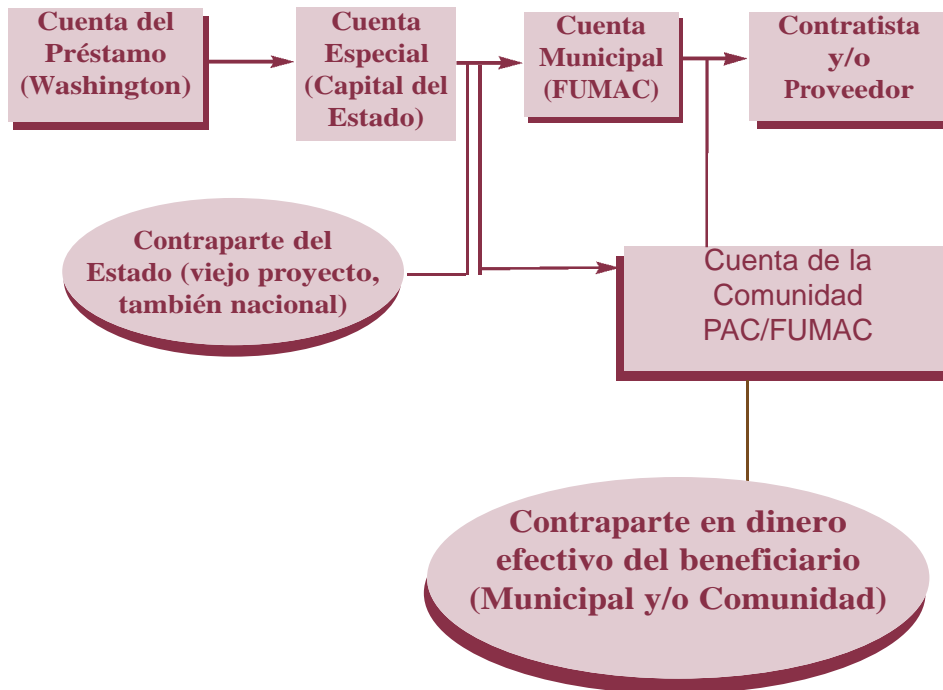 Cuenta del
Préstamo
(Washington)
Cuenta
Especial
(Capital del
Estado)
Cuenta
Municipal
(FUMAC)
Contratista
y/o
Proveedor
Contraparte del
Estado (viejo proyecto,
también nacional)
Cuenta de la
Comunidad
PAC/FUMAC
Contraparte en dinero
efectivo del beneficiario
(Municipal y/o Comunidad)